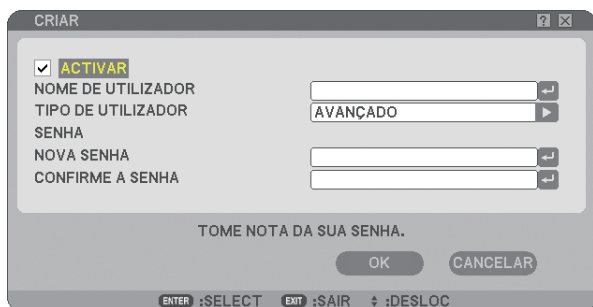 CRIAR
ACTIVAR
NOME DE UTILIZADOR
TIPO DE UTILIZADOR AVANÇADO
SENHA
NOVA SENHA
CONFIRME A SENHA
TOME NOTA DA SUA SENHA.
OK CANCELAR
ENTER :SELECT EXIT :SAIR :DESLOC